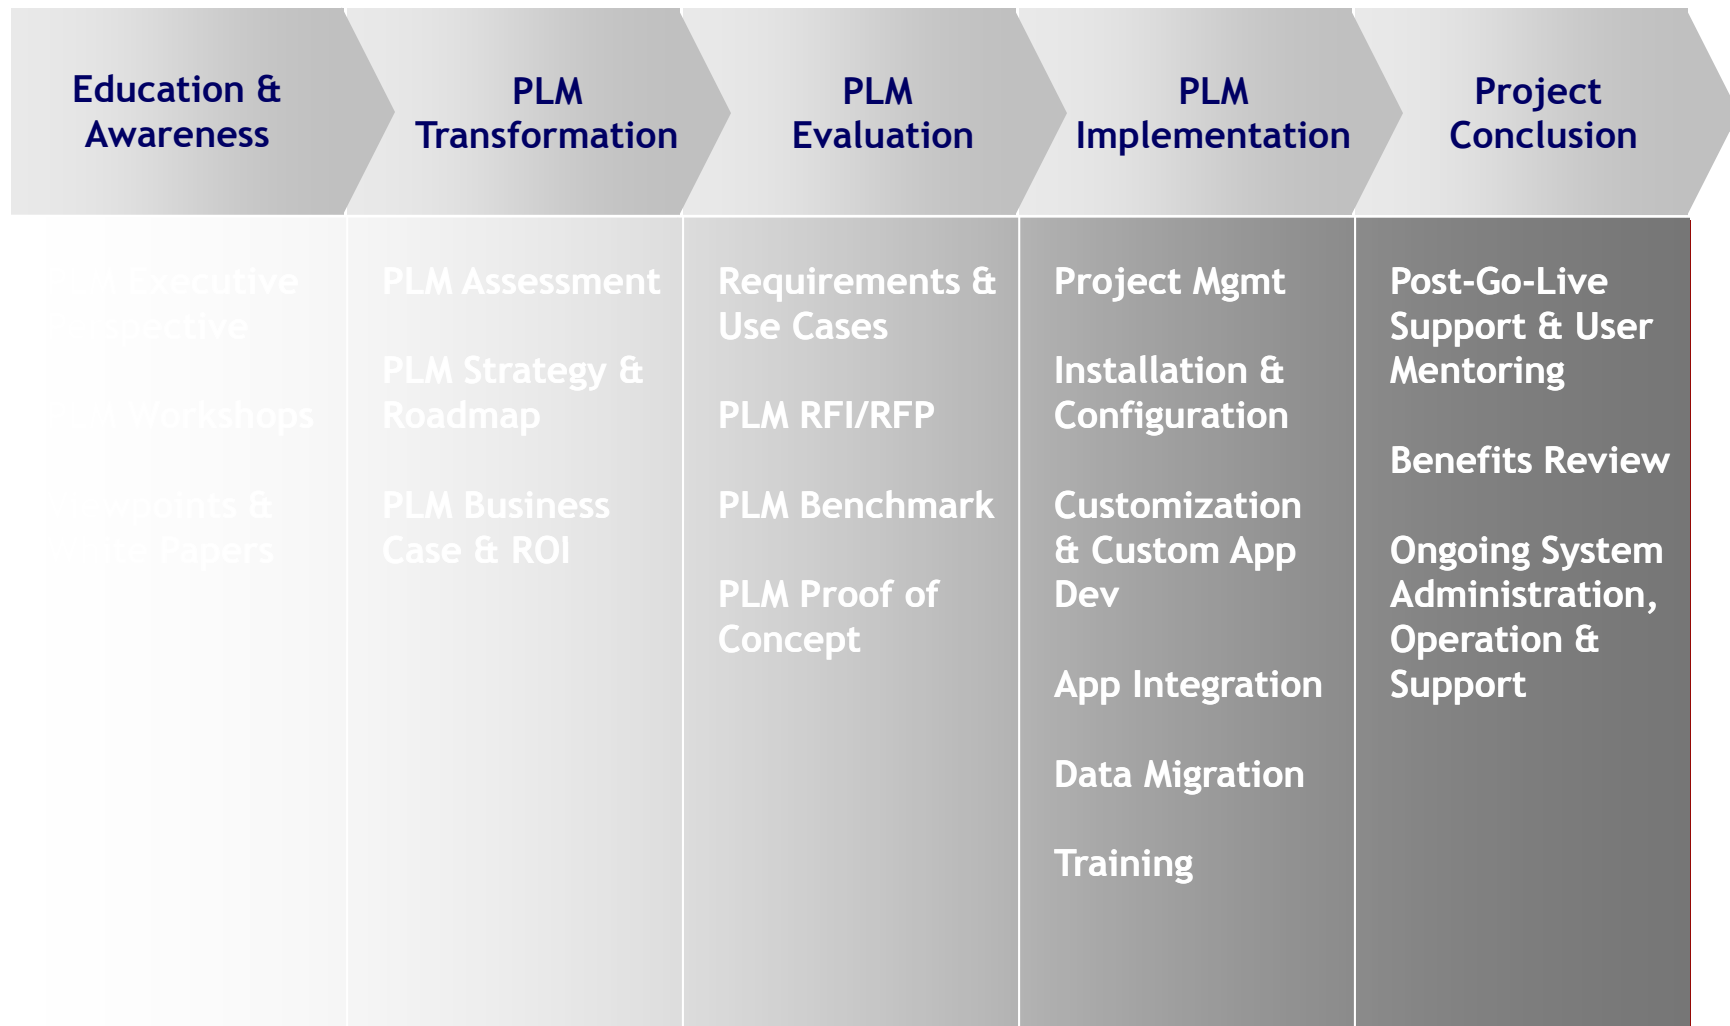 Education &
Awareness
PLM
Transformation
PLM
Evaluation
PLM
Implementation
Project
Conclusion
Executive
Workshops
&
Papers
PLM Assessment
PLM Strategy &
Roadmap
PLM Business
Case & ROI
Requirements &
Use Cases
PLM RFI/RFP
PLM Benchmark
PLM Proof of
Concept
Project Mgmt
Installation &
Configuration
Customization
& Custom App
Dev
App Integration
Data Migration
Training
Post-Go-Live
Support & User
Mentoring
Benefits Review
Ongoing System
Administration,
Operation &
Support